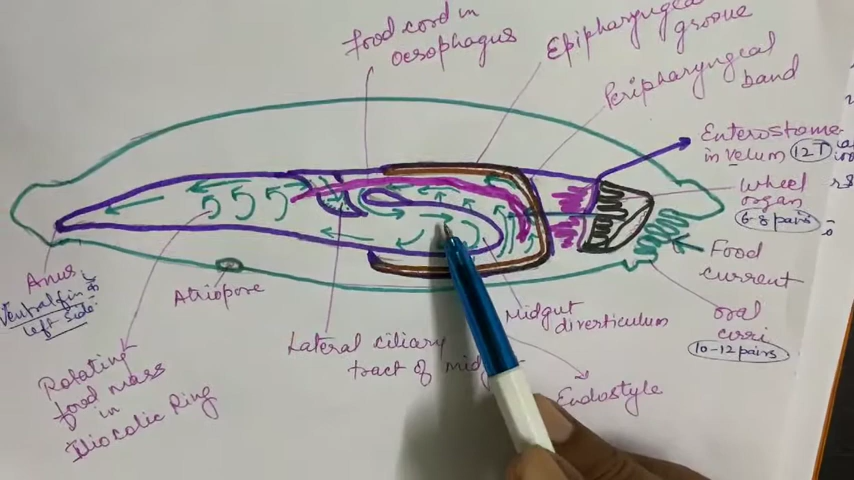 Food cord in
Oesophagus
Epipharyngeal
groove
Peripharyngeal
band
Enterostome
in velum 12T
Wheel
organ
6-8 pairs
Food
current
oral
cirri
10-12 pairs
Anus
Ventral fin
left side
Atriopore
Lateral ciliary
tract of mid
Midgut
diverticulum
Endostyle
Rotating
food mass
in
Iliocolic Ring